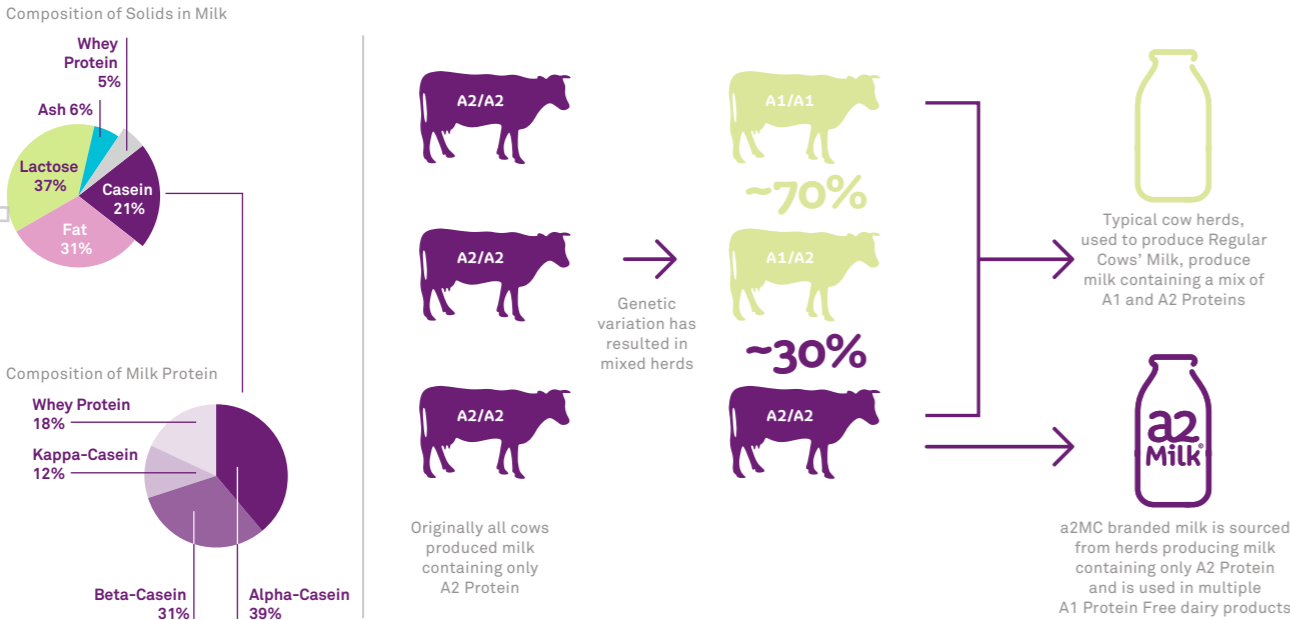 Composition of Solids in Milk
Whey
Protein
5%
Ash 6%
Lactose
37%
Casein
21%
Fat
31%
Composition of Milk Protein
Whey Protein
18%
Kappa-Casein
12%
Beta-Casein
31%
Alpha-Casein
39%
A2/A2
A2/A2
A2/A2
Originally all cows
produced milk
containing only
A2 Protein
Genetic
variation has
resulted in
mixed herds
A1/A1
~70%
A1/A2
~30%
A2/A2
Typical cow herds,
used to produce Regular
Cows' Milk, produce
milk containing a mix of
A1 and A2 Proteins
a2
Milk®
a2MC branded milk is sourced
from herds producing milk
containing only A2 Protein
and is used in multiple
A1 Protein Free dairy products